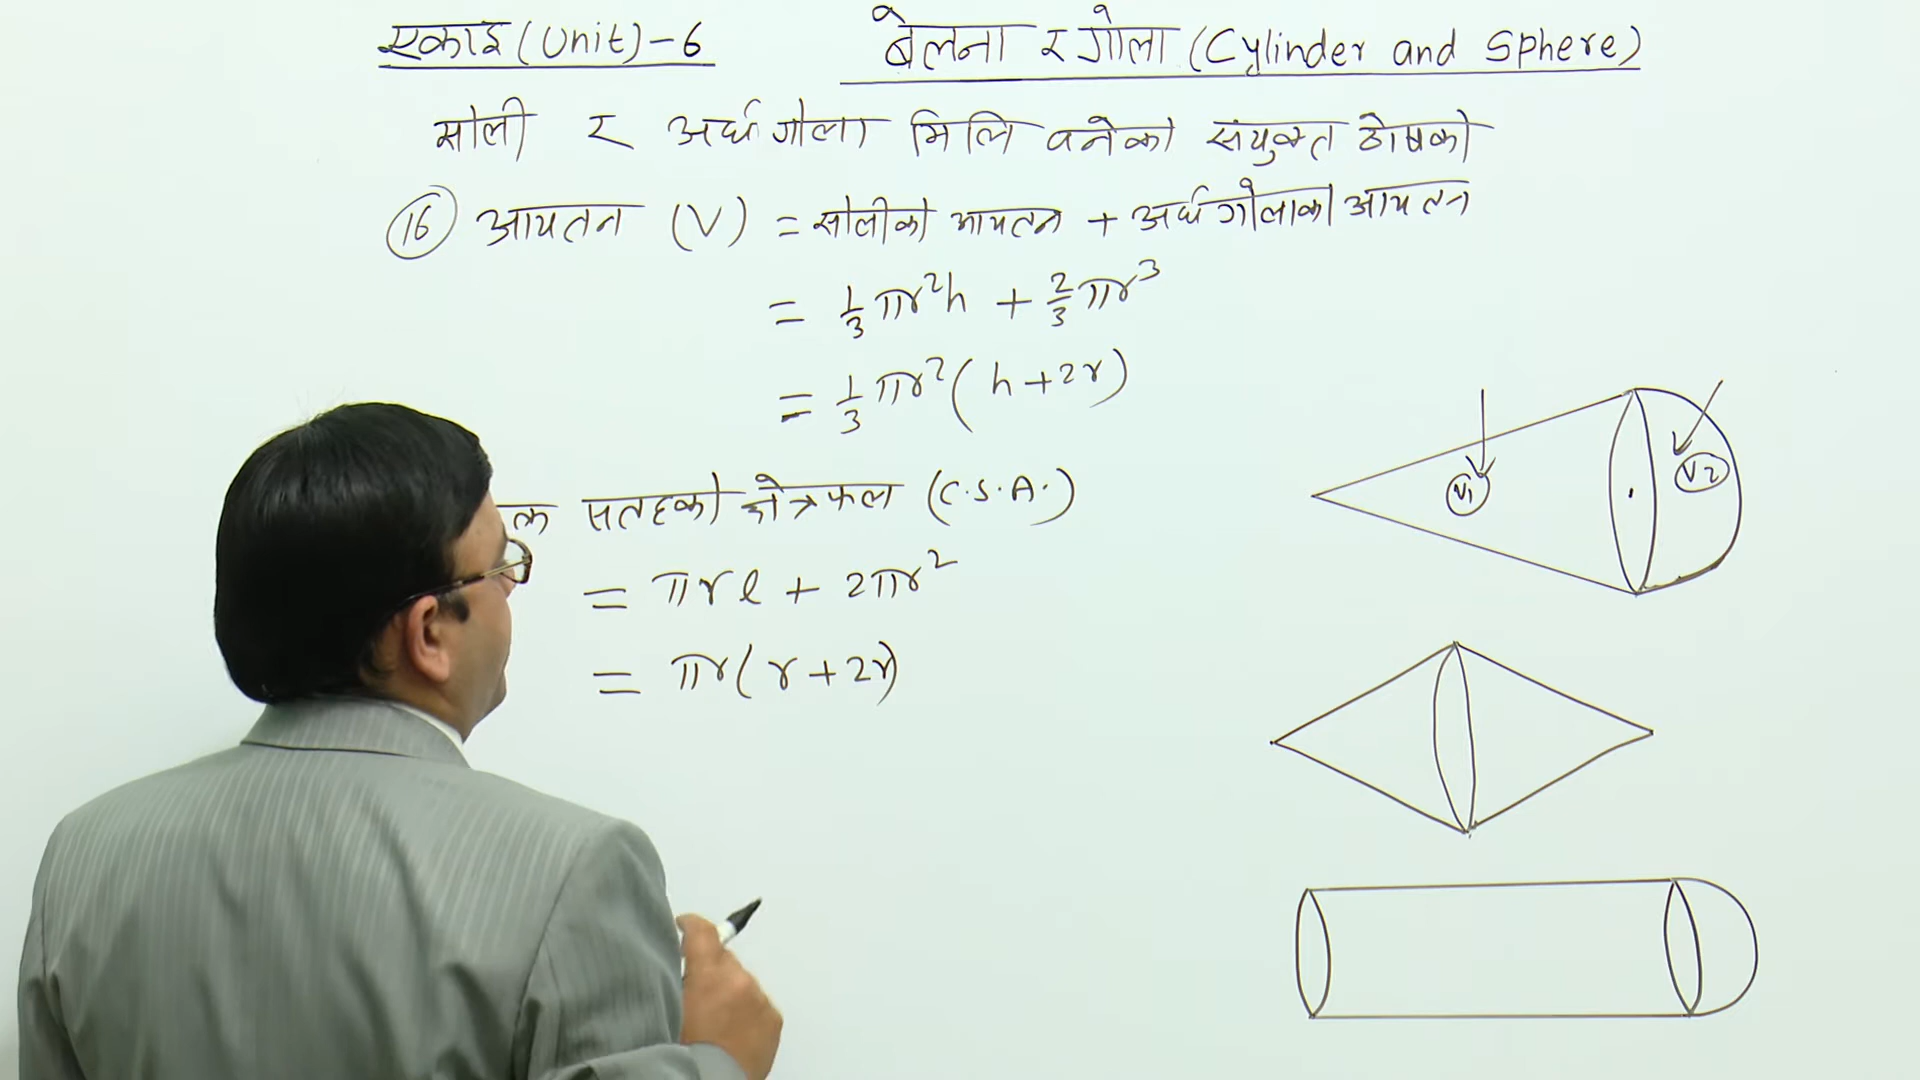 एकाइ (Unit)-6 बेलना र गोला (Cylinder and Sphere)
सोली र अर्धगोला मिलि बनेको संयुक्त ठोषको
16 आयतन (V) = सोलीको आयतन + अर्धगोलाको आयतन
= 1/3 πr²h + 2/3 πr³
= 1/3 πr² (h+2r)
सतहको क्षेत्रफल (C.S.A.)
= πrl + 2πr²
= πr(r+2r)
V1
V2